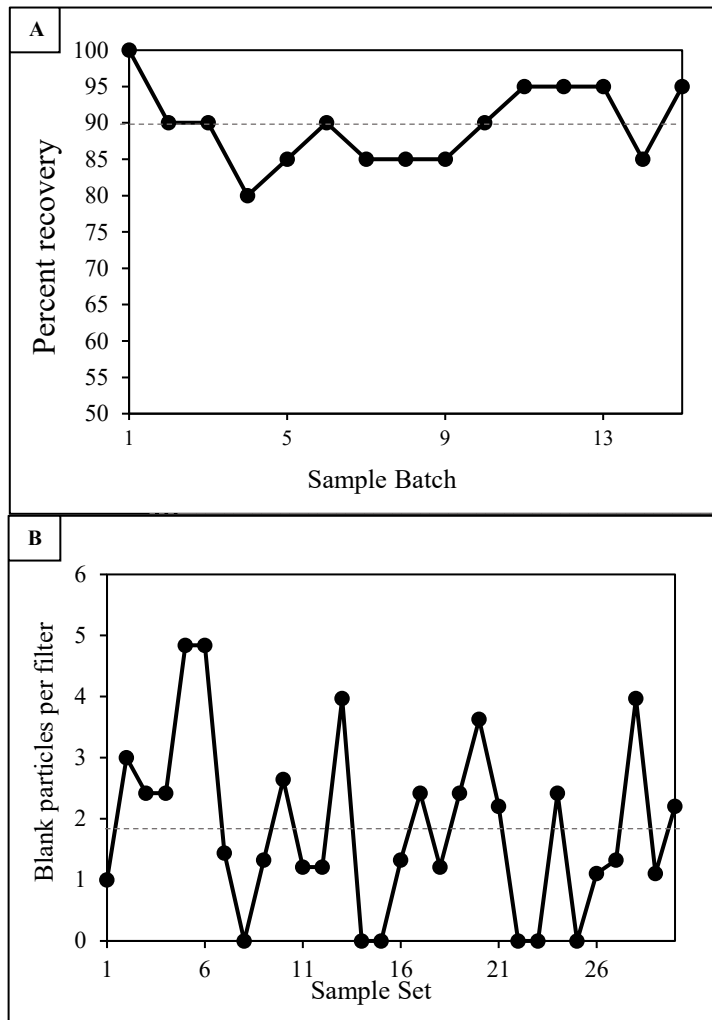 A
100
95
90
85
80
75
70
65
60
55
50
Percent recovery
1 5 9 13
Sample Batch
B
6
5
4
3
2
1
0
Blank particles per filter
1 6 11 16 21 26
Sample Set